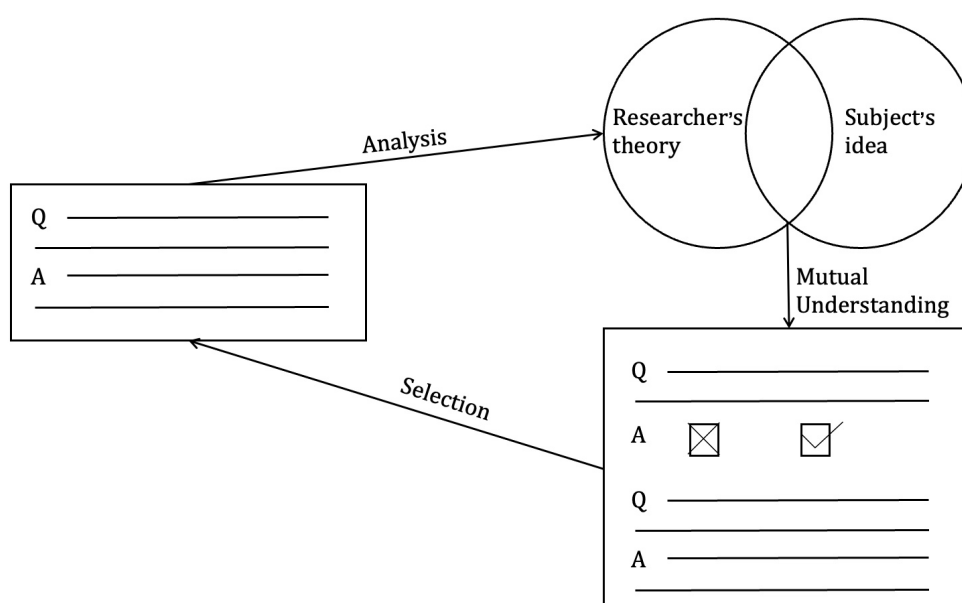 Researcher's
theory
Subject's
idea
Analysis
Q
A
Mutual
Understanding
Selection
Q
A
Q
A